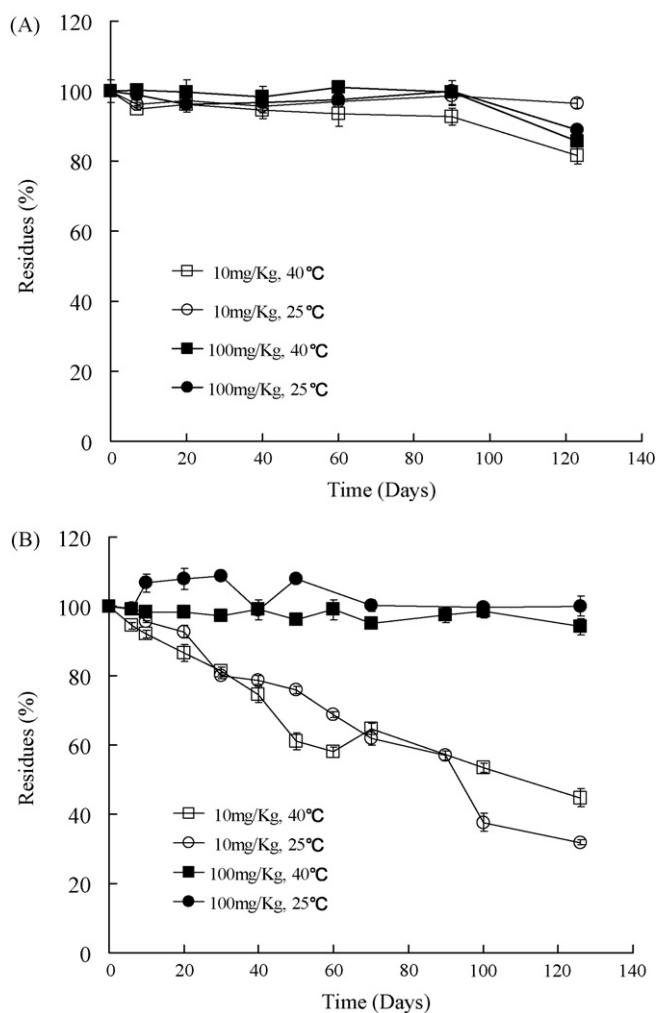 (A)
120
100
80
60
40
20
0
Residues (%)
10mg/Kg, 40℃
10mg/Kg, 25℃
100mg/Kg, 40℃
100mg/Kg, 25℃
0 20 40 60 80 100 120 140
Time (Days)
(B)
120
100
80
60
40
20
0
Residues (%)
10mg/Kg, 40℃
10mg/Kg, 25℃
100mg/Kg, 40℃
100mg/Kg, 25℃
0 20 40 60 80 100 120 140
Time (Days)